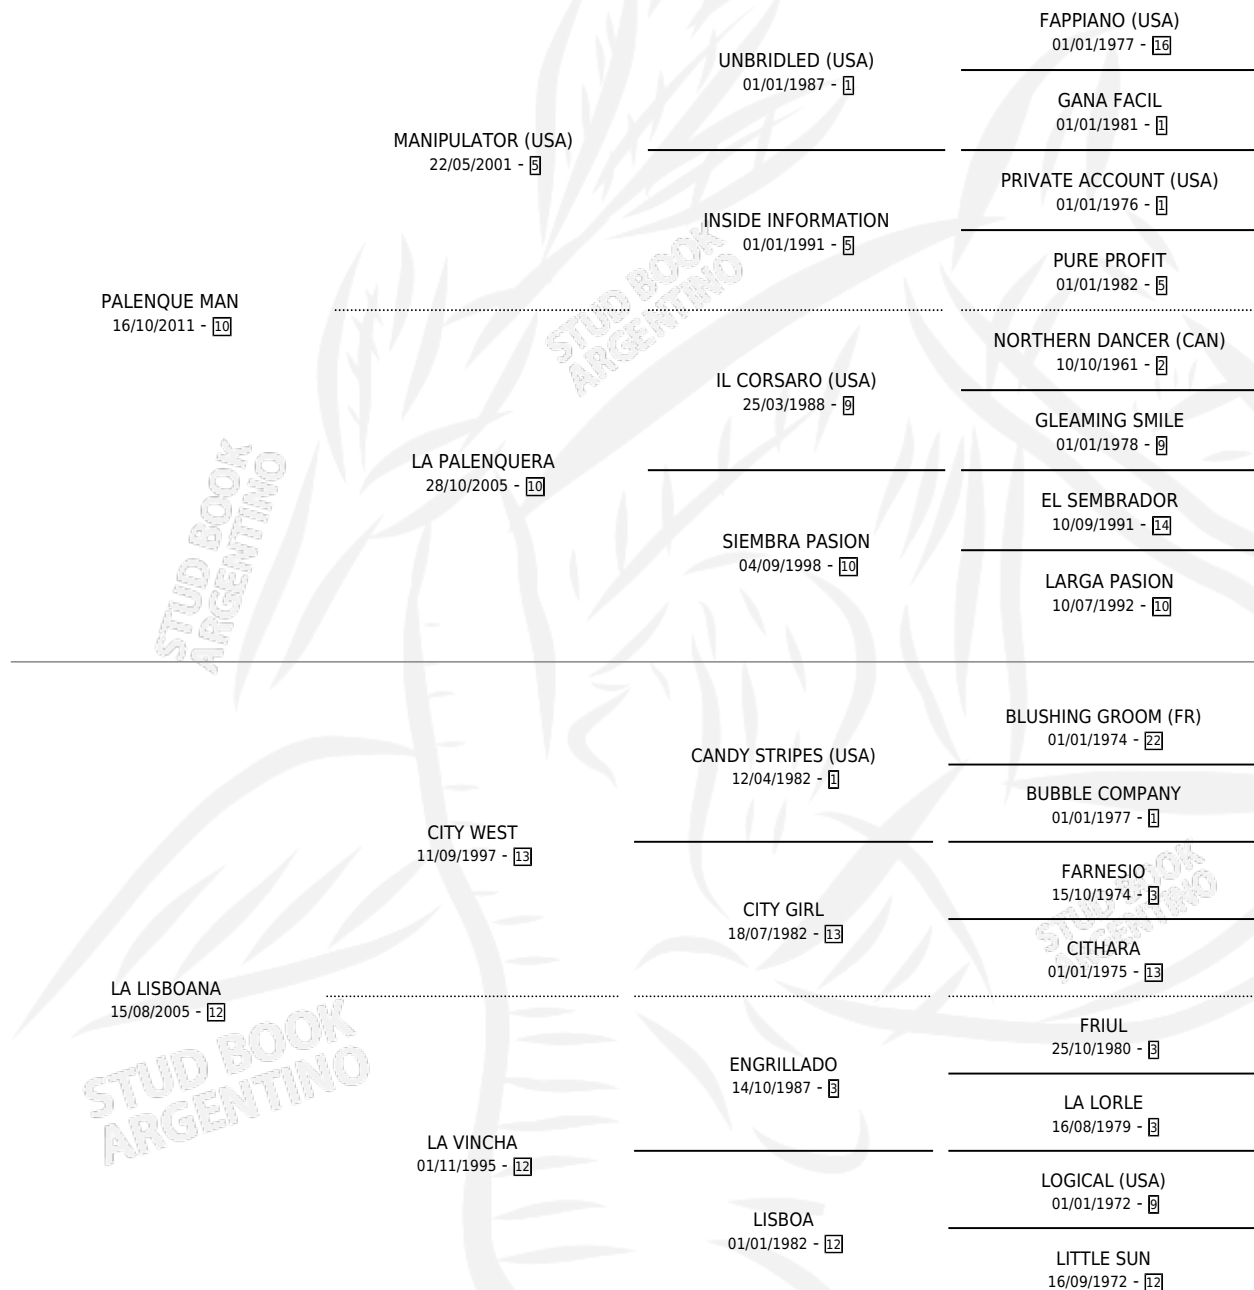 FAPPIANO (USA)
01/01/1977 - 16
UNBRIDLED (USA)
01/01/1987 - 1
GANA FACIL
01/01/1981 - 1
MANIPULATOR (USA)
22/05/2001 - 5
PRIVATE ACCOUNT (USA)
01/01/1976 - 1
INSIDE INFORMATION
01/01/1991 - 5
PURE PROFIT
01/01/1982 - 5
PALENQUE MAN
16/10/2011 - 10
STUD BOOK
ARGENTINO
NORTHERN DANCER (CAN)
10/10/1961 - 2
IL CORSARO (USA)
25/03/1988 - 9
GLEAMING SMILE
01/01/1978 - 9
LA PALENQUERA
28/10/2005 - 10
EL SEMBRADOR
10/09/1991 - 14
SIEMBRA PASION
04/09/1998 - 10
LARGA PASION
10/07/1992 - 10
STUD BOOK
ARGENTINO
BLUSHING GROOM (FR)
01/01/1974 - 22
CANDY STRIPES (USA)
12/04/1982 - 1
BUBBLE COMPANY
01/01/1977 - 1
CITY WEST
11/09/1997 - 13
FARNESIO
15/10/1974 - 3
CITY GIRL
18/07/1982 - 13
CITHARA
01/01/1975 - 13
STUD BOOK
ARGENTINO
LA LISBOANA
15/08/2005 - 12
FRIUL
25/10/1980 - 3
ENGRILLADO
14/10/1987 - 3
LA LORLE
16/08/1979 - 3
STUD BOOK
ARGENTINO
LA VINCHA
01/11/1995 - 12
LOGICAL (USA)
01/01/1972 - 9
LISBOA
01/01/1982 - 12
LITTLE SUN
16/09/1972 - 12